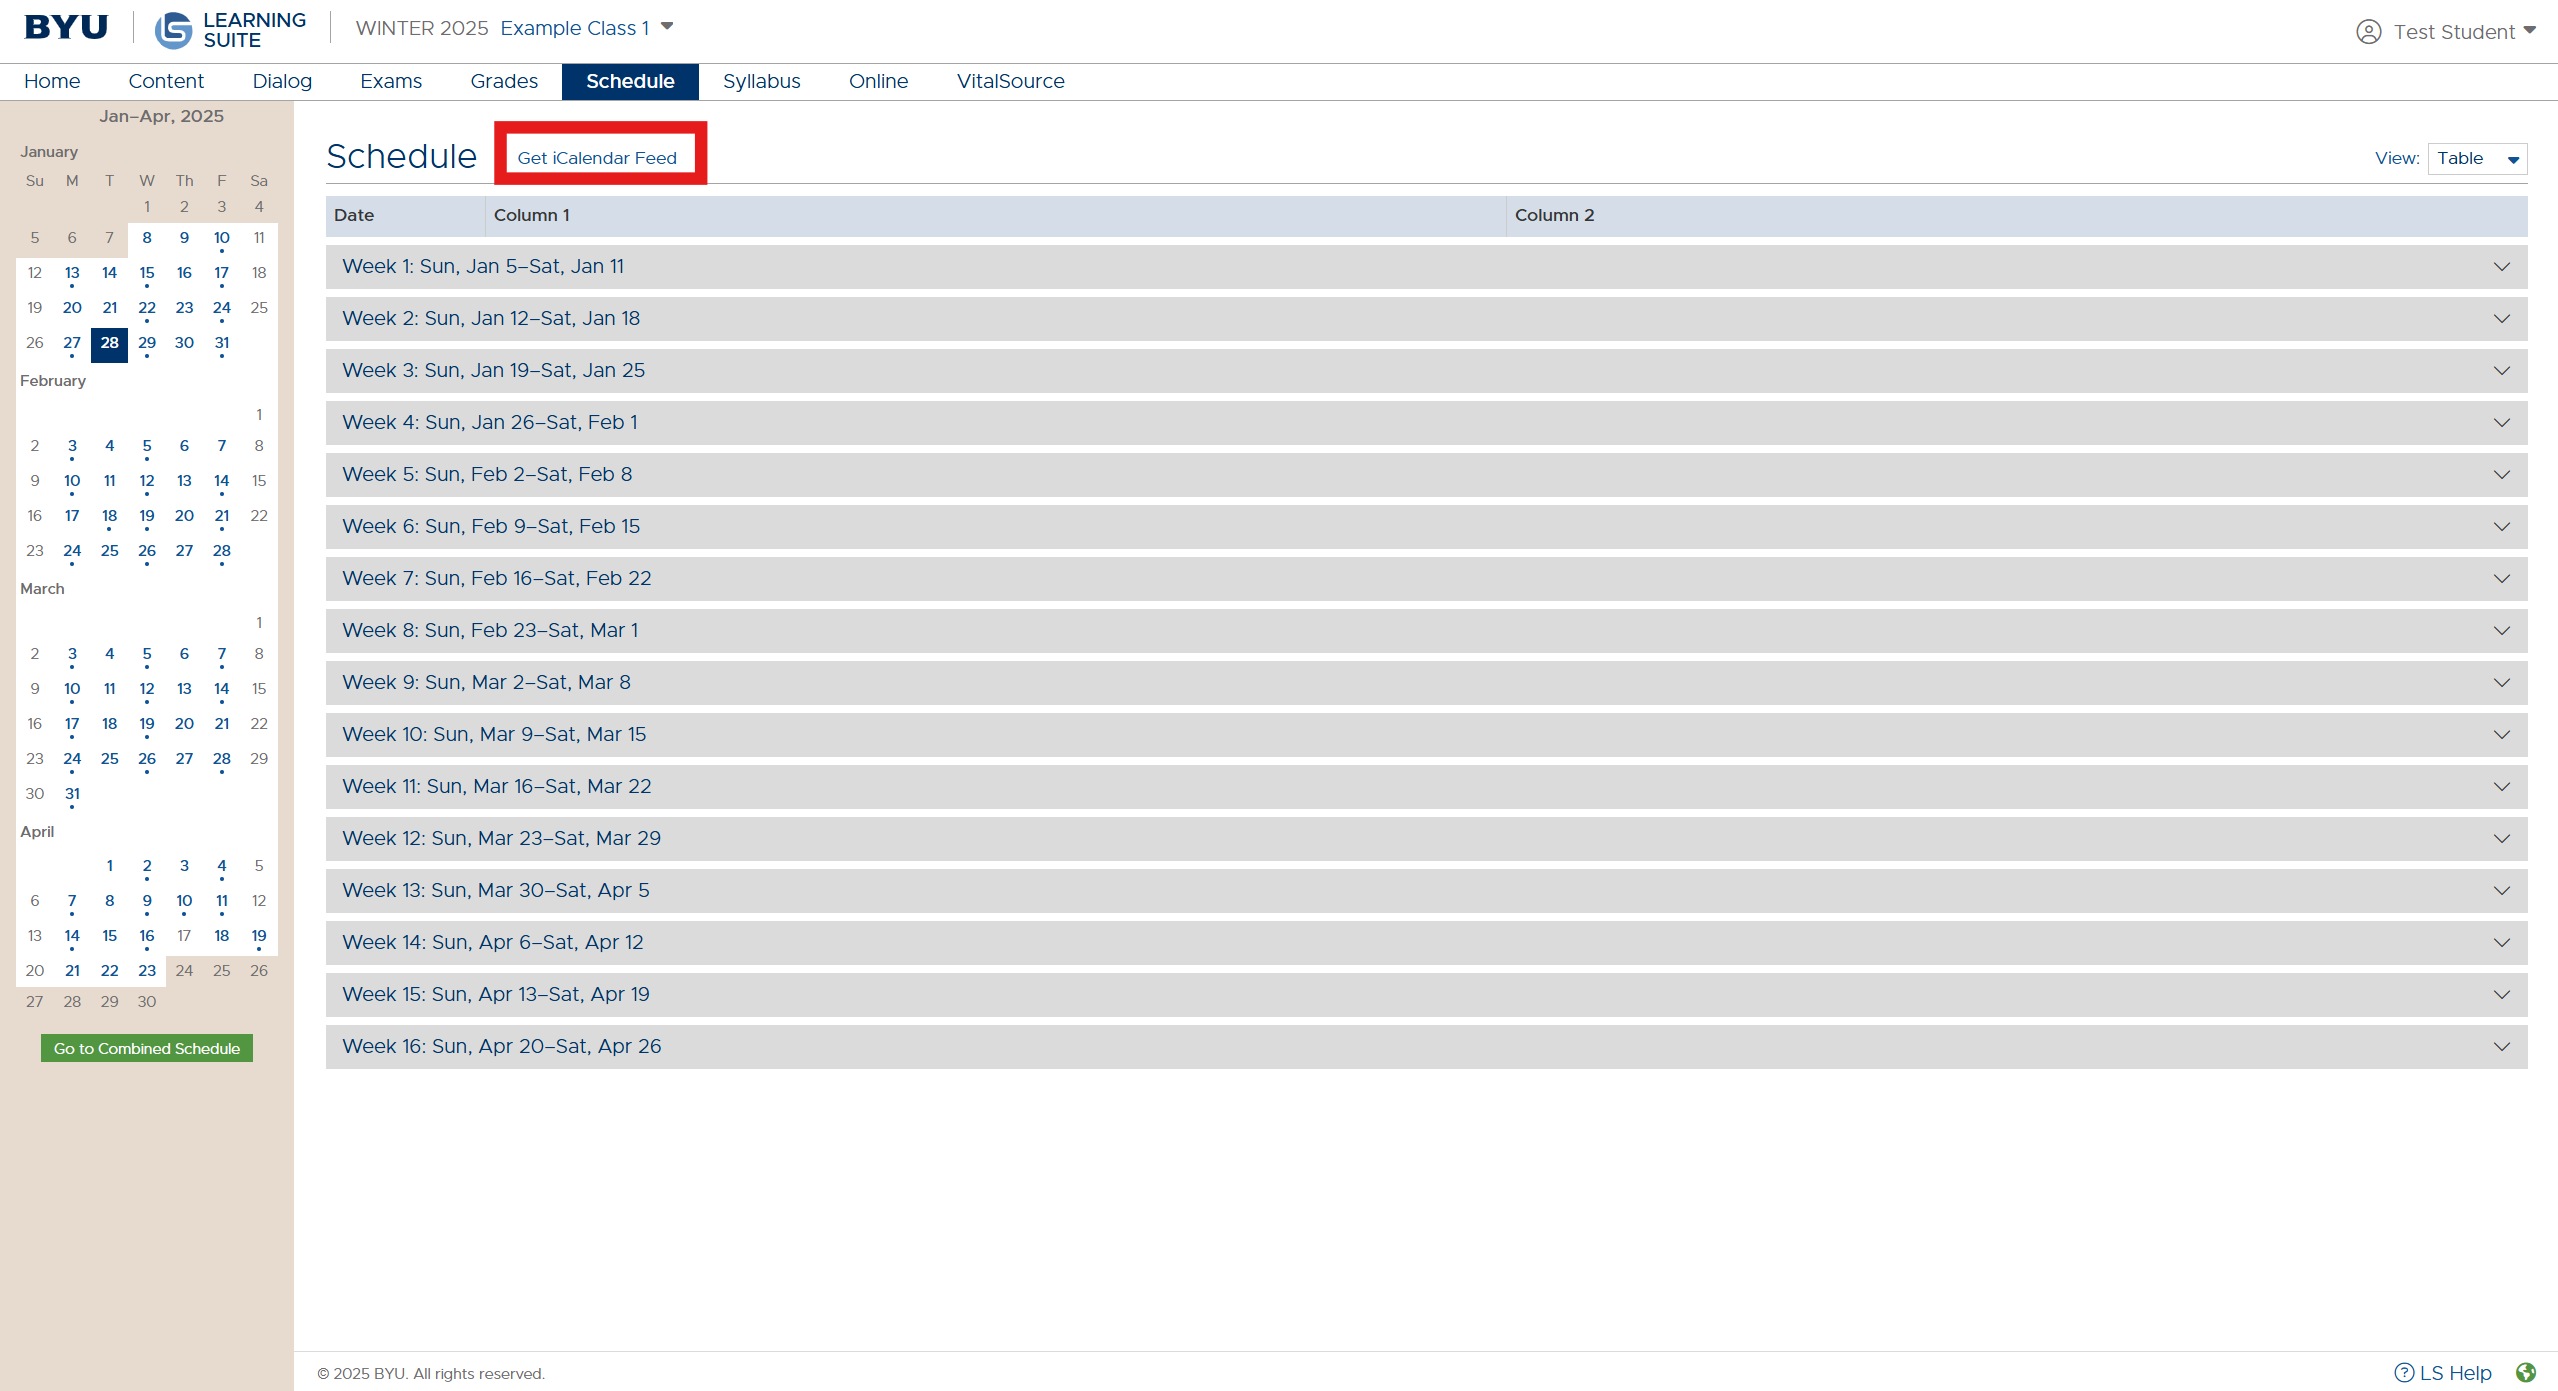 BYU
LEARNING
SUITE
WINTER 2025 Example Class 1
Test Student
Home Content Dialog Exams Grades Schedule Syllabus Online VitalSource
Jan–Apr, 2025
January
Su M T W Th F Sa
1 2 3 4
5 6 7 8 9 10 11
12 13 14 15 16 17 18
19 20 21 22 23 24 25
26 27 28 29 30 31
February
1
2 3 4 5 6 7 8
9 10 11 12 13 14 15
16 17 18 19 20 21 22
23 24 25 26 27 28
March
1
2 3 4 5 6 7 8
9 10 11 12 13 14 15
16 17 18 19 20 21 22
23 24 25 26 27 28 29
30 31
April
1 2 3 4 5
6 7 8 9 10 11 12
13 14 15 16 17 18 19
20 21 22 23 24 25 26
27 28 29 30
Go to Combined Schedule
Schedule Get iCalendar Feed
View: Table
Date Column 1 Column 2
Week 1: Sun, Jan 5–Sat, Jan 11
Week 2: Sun, Jan 12–Sat, Jan 18
Week 3: Sun, Jan 19–Sat, Jan 25
Week 4: Sun, Jan 26–Sat, Feb 1
Week 5: Sun, Feb 2–Sat, Feb 8
Week 6: Sun, Feb 9–Sat, Feb 15
Week 7: Sun, Feb 16–Sat, Feb 22
Week 8: Sun, Feb 23–Sat, Mar 1
Week 9: Sun, Mar 2–Sat, Mar 8
Week 10: Sun, Mar 9–Sat, Mar 15
Week 11: Sun, Mar 16–Sat, Mar 22
Week 12: Sun, Mar 23–Sat, Mar 29
Week 13: Sun, Mar 30–Sat, Apr 5
Week 14: Sun, Apr 6–Sat, Apr 12
Week 15: Sun, Apr 13–Sat, Apr 19
Week 16: Sun, Apr 20–Sat, Apr 26
© 2025 BYU. All rights reserved.
? LS Help